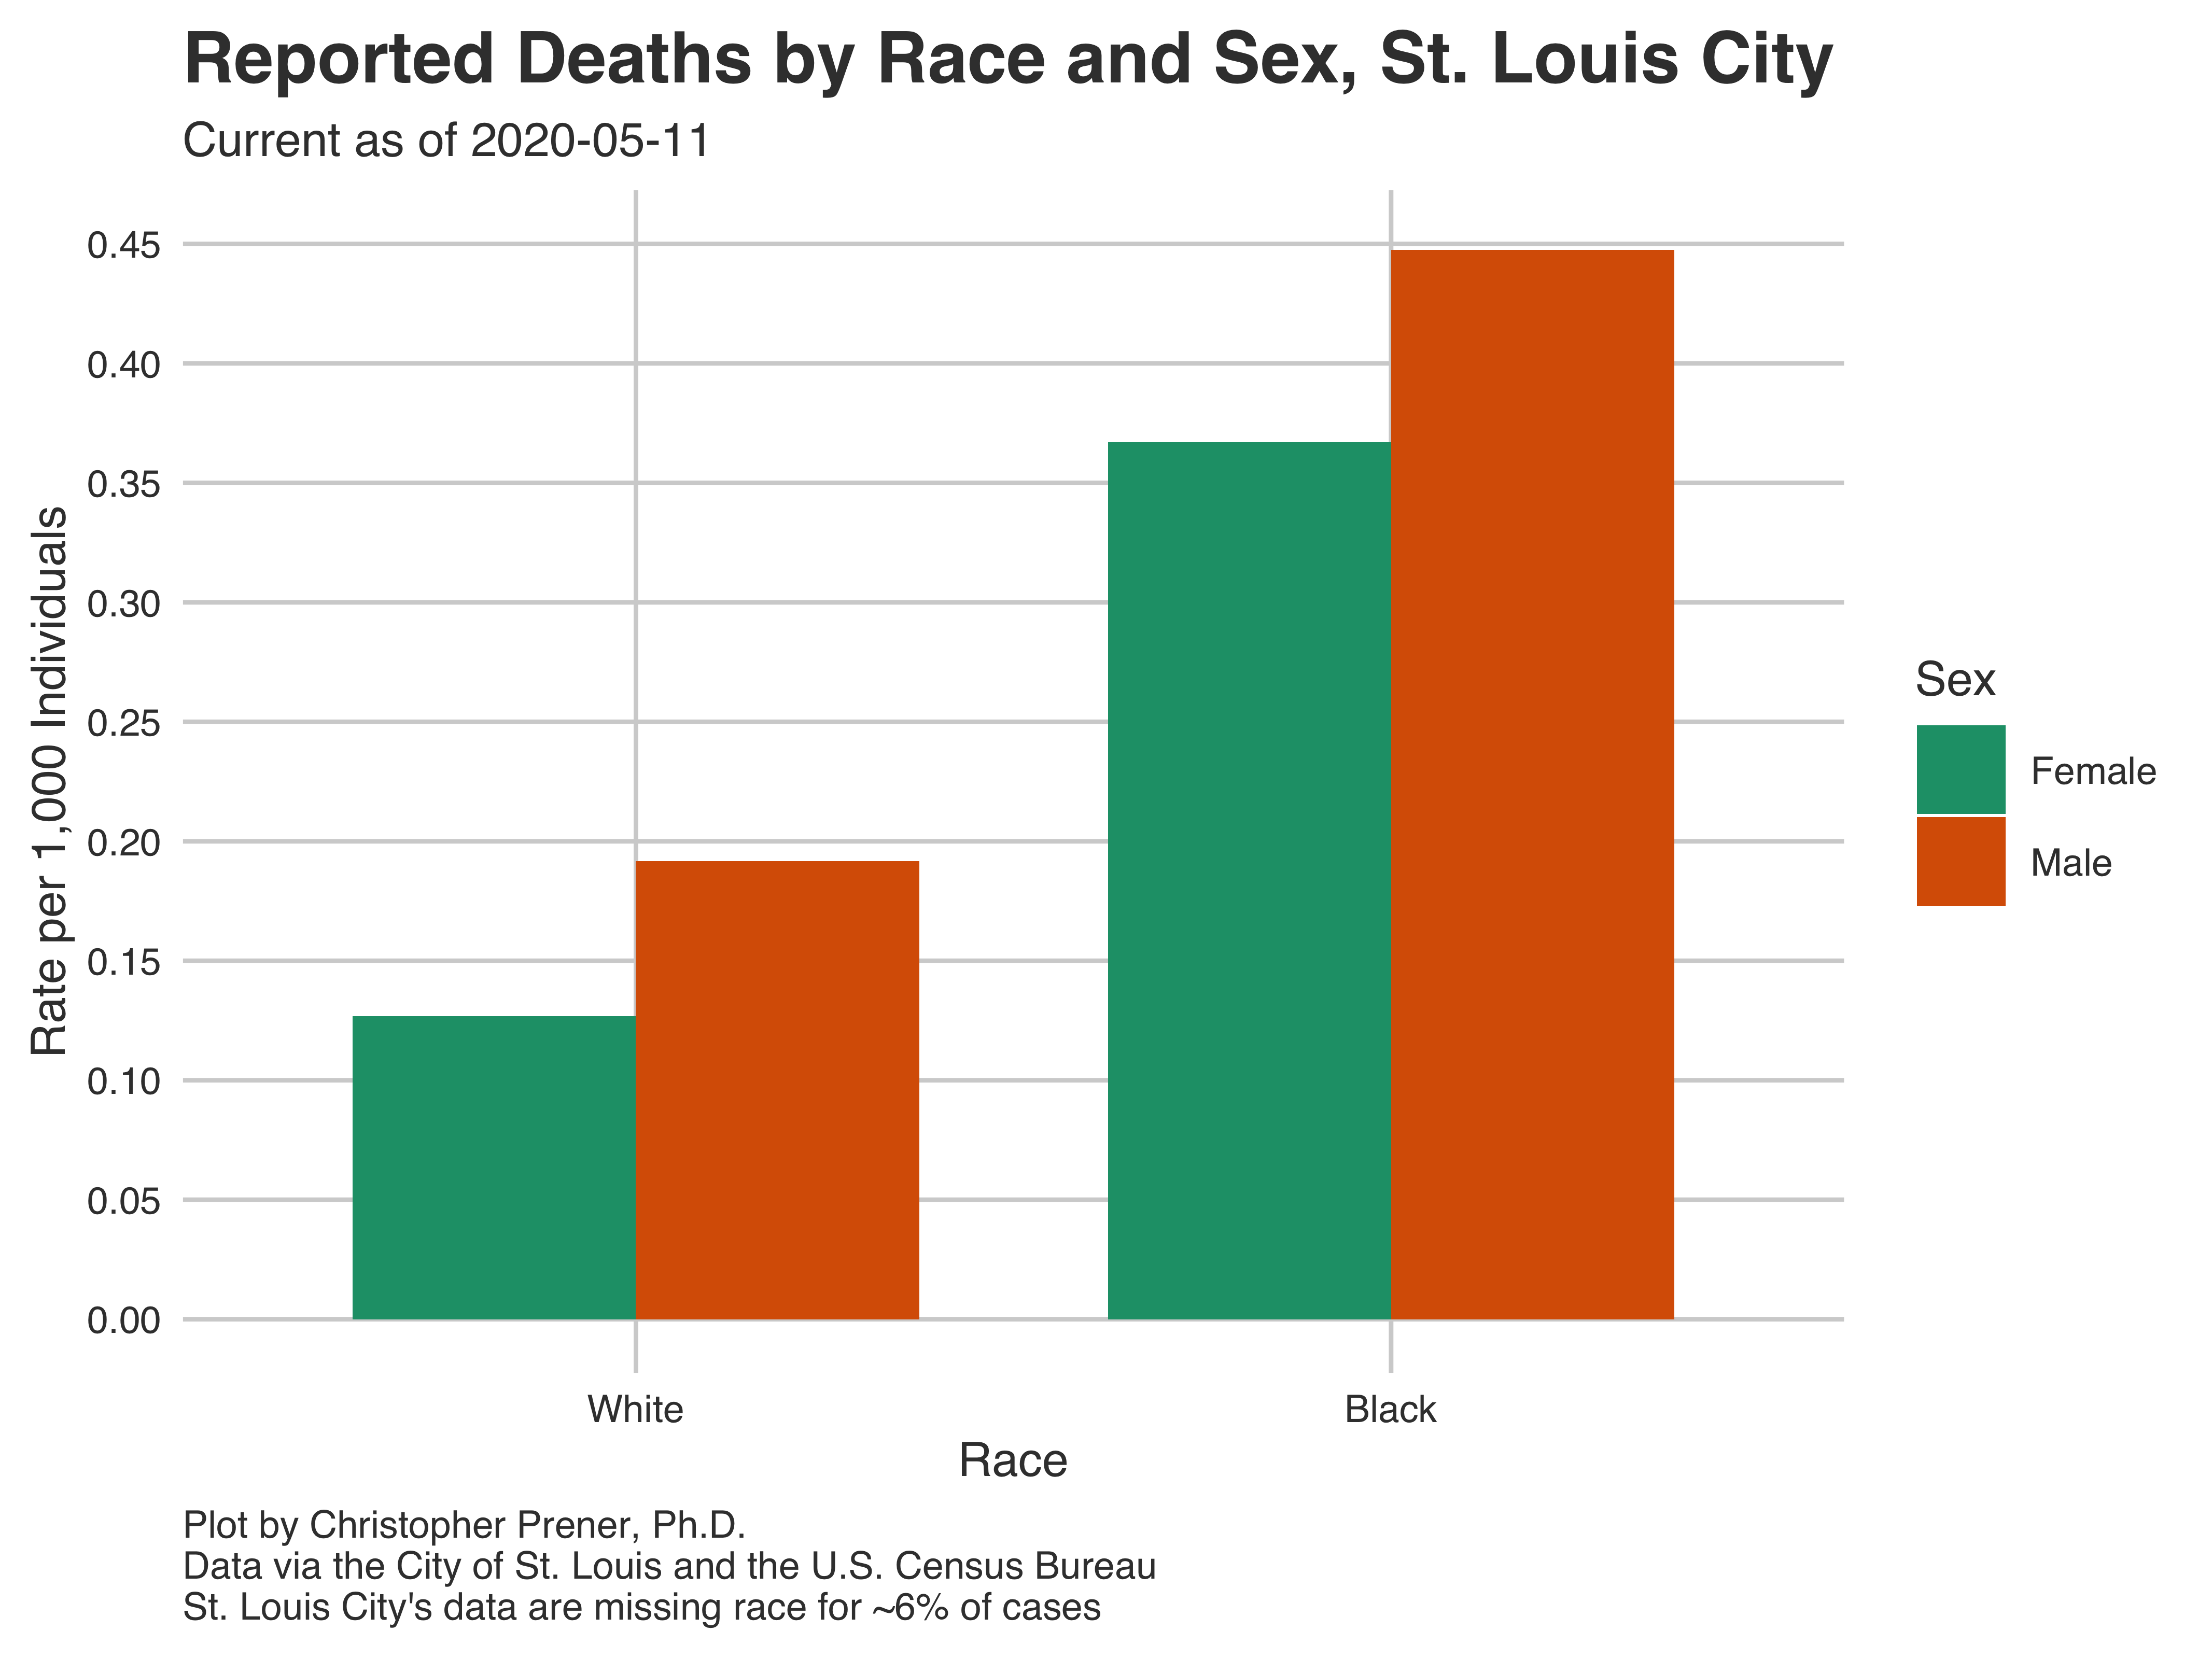 Reported Deaths by Race and Sex, St. Louis City
Current as of 2020-05-11
Rate per 1,000 Individuals
0.45
0.40
0.35
0.30
0.25
0.20
0.15
0.10
0.05
0.00
White
Black
Race
Sex
Female
Male
Plot by Christopher Prener, Ph.D.
Data via the City of St. Louis and the U.S. Census Bureau
St. Louis City's data are missing race for ~6% of cases